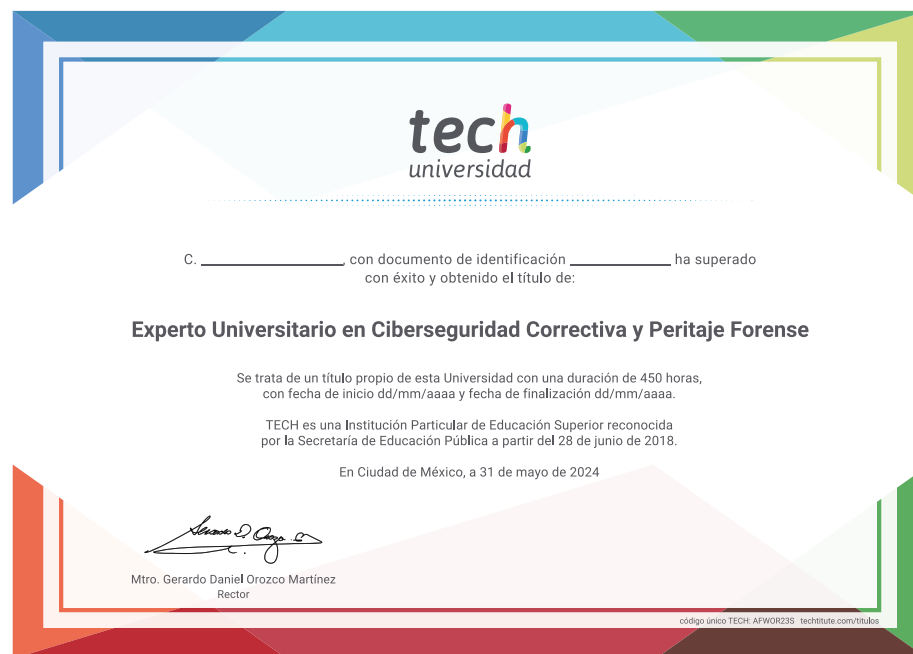 tech
universidad
C. ____________, con documento de identificación ____________ ha superado
con éxito y obtenido el título de:
Experto Universitario en Ciberseguridad Correctiva y Peritaje Forense
Se trata de un título propio de esta Universidad con una duración de 450 horas,
con fecha de inicio dd/mm/aaaa y fecha de finalización dd/mm/aaaa.
TECH es una Institución Particular de Educación Superior reconocida
por la Secretaría de Educación Pública a partir del 28 de junio de 2018.
En Ciudad de México, a 31 de mayo de 2024
Mtro. Gerardo Daniel Orozco Martínez
Rector
código único TECH: AFWOR23S techtitute.com/titulos